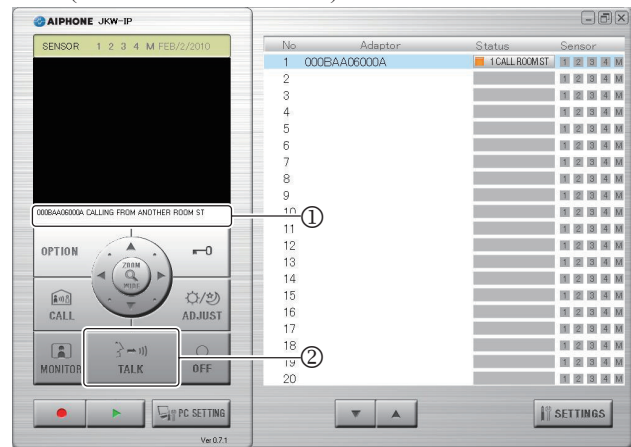 AIPHONE JKW-IP
SENSOR 1 2 3 4 M FEB/2/2010
000BAA06000A CALLING FROM ANOTHER ROOM ST
①
OPTION
ZOOM
WIDE
CALL
ADJUST
MONITOR
TALK
OFF
②
PC SETTING
Ver 0.7.1
No Adaptor Status Sensor
1 000BAA06000A 1 CALL ROOM ST 1 2 3 4 M
2 1 2 3 4 M
3 1 2 3 4 M
4 1 2 3 4 M
5 1 2 3 4 M
6 1 2 3 4 M
7 1 2 3 4 M
8 1 2 3 4 M
9 1 2 3 4 M
10 1 2 3 4 M
11 1 2 3 4 M
12 1 2 3 4 M
13 1 2 3 4 M
14 1 2 3 4 M
15 1 2 3 4 M
16 1 2 3 4 M
17 1 2 3 4 M
18 1 2 3 4 M
19 1 2 3 4 M
20 1 2 3 4 M
SETTINGS